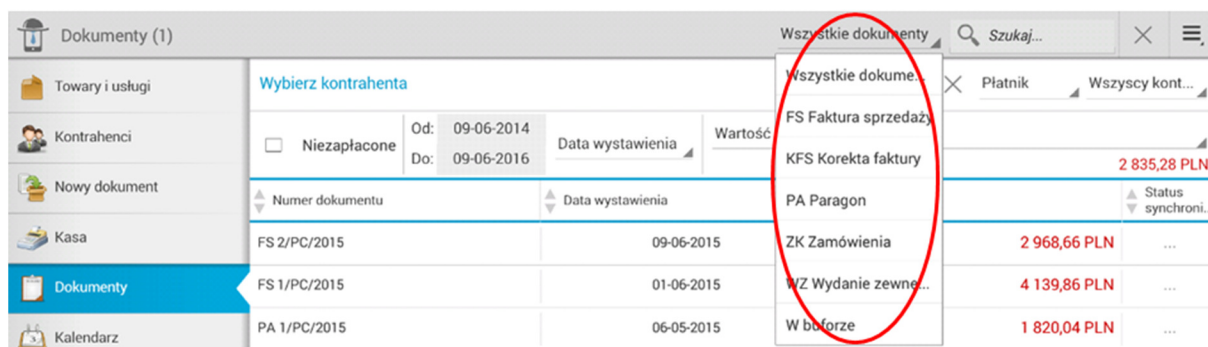 Dokumenty (1)
Wszystkie dokumenty
Szukaj...
Towary i usługi
Kontrahenci
Nowy dokument
Kasa
Dokumenty
Kalendarz
Wybierz kontrahenta
Płatnik
Wszyscy kont...
Niezapłacone
Od: 09-06-2014
Do: 09-06-2016
Data wystawienia
Wartość
2 835,28 PLN
Wszystkie dokume...
FS Faktura sprzedaży
KFS Korekta faktury
PA Paragon
ZK Zamówienia
WZ Wydanie zewne...
W buforze
Numer dokumentu
Data wystawienia
Status
synchroni..
FS 2/PC/2015 09-06-2015 2 968,66 PLN ...
FS 1/PC/2015 01-06-2015 4 139,86 PLN ...
PA 1/PC/2015 06-05-2015 1 820,04 PLN ...